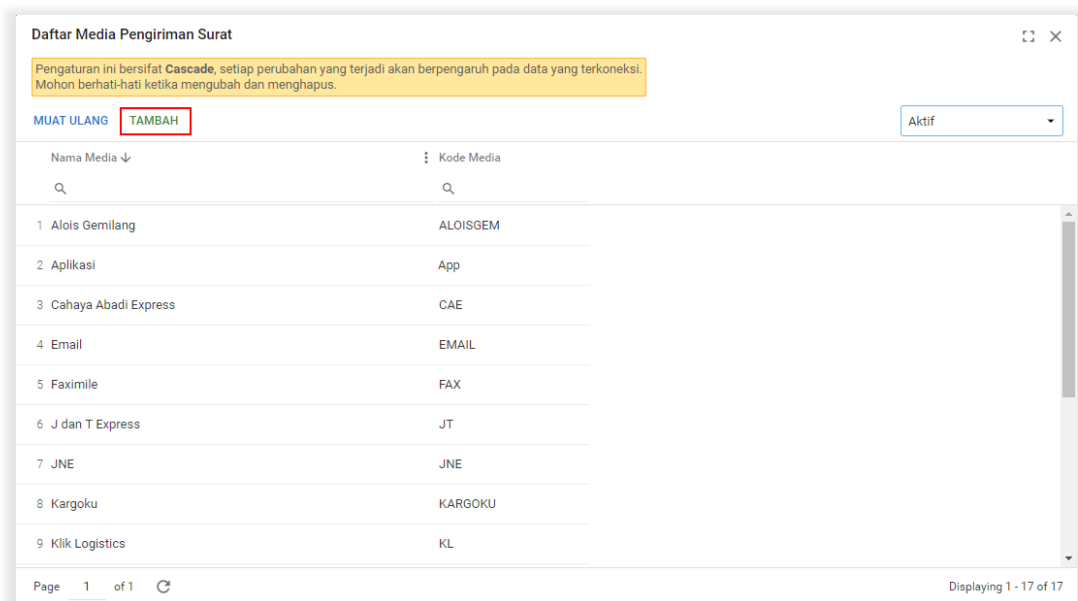 Daftar Media Pengiriman Surat
Pengaturan ini bersifat Cascade, setiap perubahan yang terjadi akan berpengaruh pada data yang terkoneksi.
Mohon berhati-hati ketika mengubah dan menghapus.
MUAT ULANG TAMBAH Aktif
Nama Media Kode Media
1 Alois Gemilang ALOISGEM
2 Aplikasi App
3 Cahaya Abadi Express CAE
4 Email EMAIL
5 Faximile FAX
6 J dan T Express JT
7 JNE JNE
8 Kargoku KARGOKU
9 Klik Logistics KL
Page 1 of 1 Displaying 1 - 17 of 17